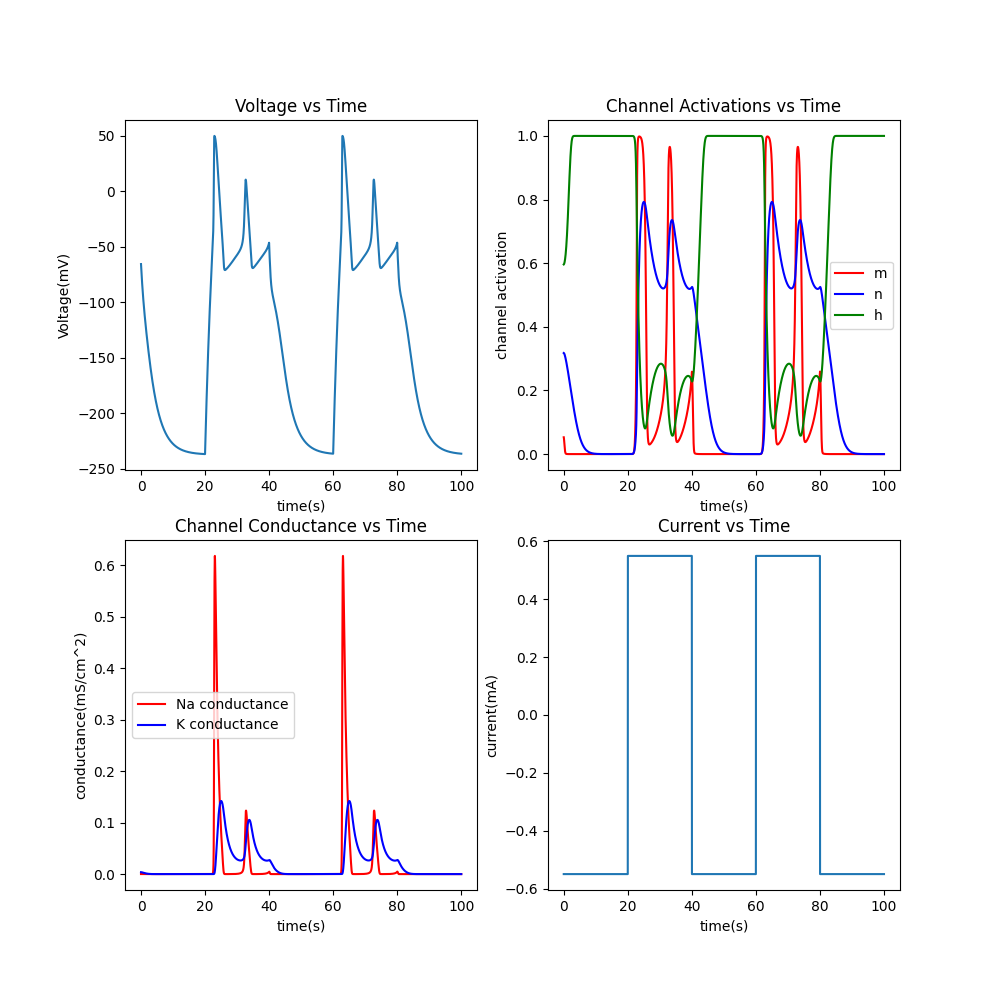 Voltage vs Time
Voltage(mV)
50
0
−50
−100
−150
−200
−250
0 20 40 60 80 100
time(s)
Channel Activations vs Time
channel activation
1.0
0.8
0.6
0.4
0.2
0.0
m
n
h
0 20 40 60 80 100
time(s)
Channel Conductance vs Time
conductance(mS/cm^2)
0.6
0.5
0.4
0.3
0.2
0.1
0.0
Na conductance
K conductance
0 20 40 60 80 100
time(s)
Current vs Time
current(mA)
0.6
0.4
0.2
0.0
−0.2
−0.4
−0.6
0 20 40 60 80 100
time(s)